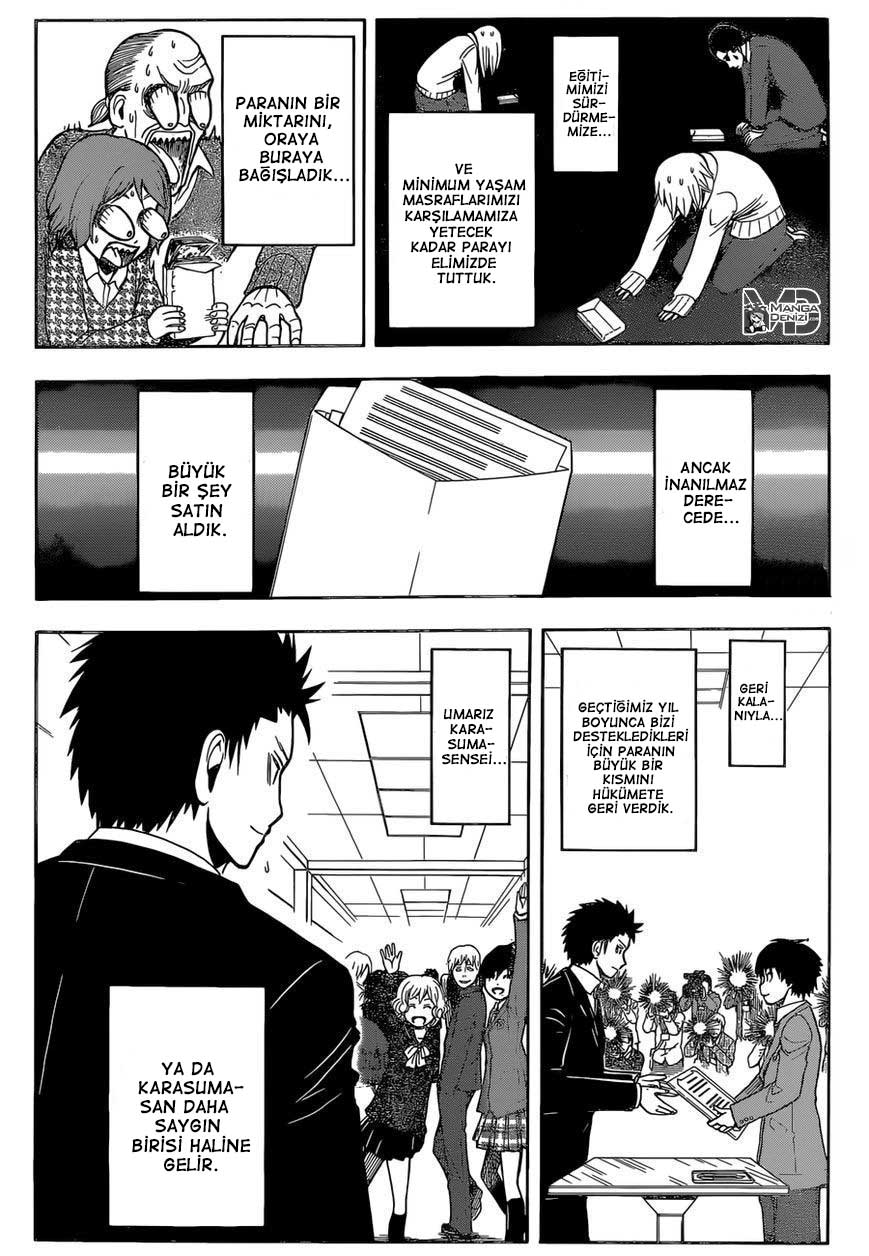 EĞİTİ-
MİMİZİ
SÜR-
DÜRME-
MİZE...
VE
MİNİMUM YAŞAM
MASRAFLARIMIZI
KARŞILAMAMIZA
YETECEK
KADAR PARAYI
ELİMİZDE
TUTTUK.
PARANIN BİR
MİKTARINI,
ORAYA
BURAYA
BAĞIŞLADIK...
MANGA
DENİZİ
ANCAK
İNANILMAZ
DERE-
CEDE...
BÜYÜK
BİR ŞEY
SATIN
ALDIK.
GERİ
KALA-
NIYLA...
GEÇTİĞİMİZ YIL
BOYUNCA BİZİ
DESTEKLEDİKLERİ
İÇİN PARANIN
BÜYÜK BİR
KISMINI
HÜKÜMETE
GERİ VERDİK.
UMARIZ
KARA-
SUMA-
SENSEİ...
YA DA
KARASUMA-
SAN DAHA
SAYGIN
BİRİSİ HALİNE
GELİR.